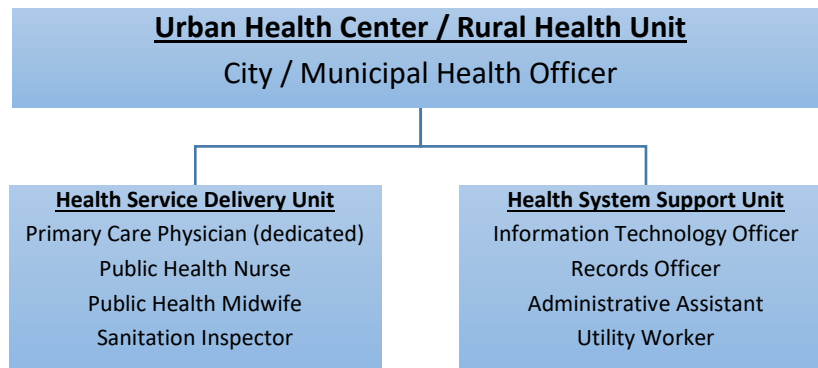 Urban Health Center / Rural Health Unit
City / Municipal Health Officer
Health Service Delivery Unit
Primary Care Physician (dedicated)
Public Health Nurse
Public Health Midwife
Sanitation Inspector
Health System Support Unit
Information Technology Officer
Records Officer
Administrative Assistant
Utility Worker